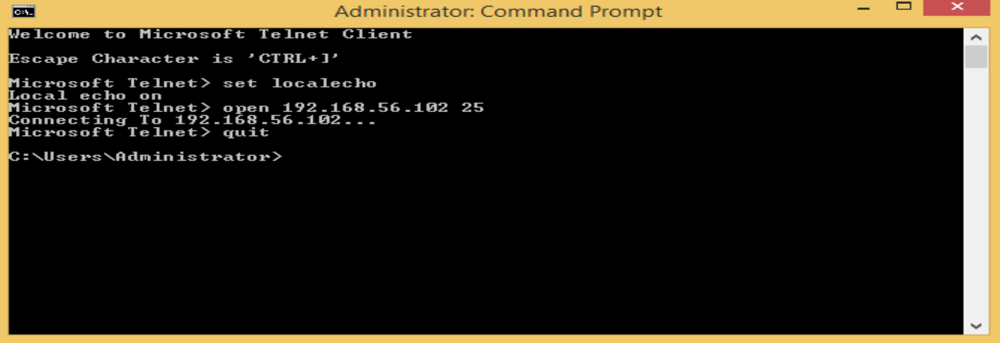 C:\.
Administrator: Command Prompt
Welcome to Microsoft Telnet Client
Escape Character is 'CTRL+]'
Microsoft Telnet> set localecho
Local echo on
Microsoft Telnet> open 192.168.56.102 25
Connecting To 192.168.56.102...
Microsoft Telnet> quit
C:\Users\Administrator>